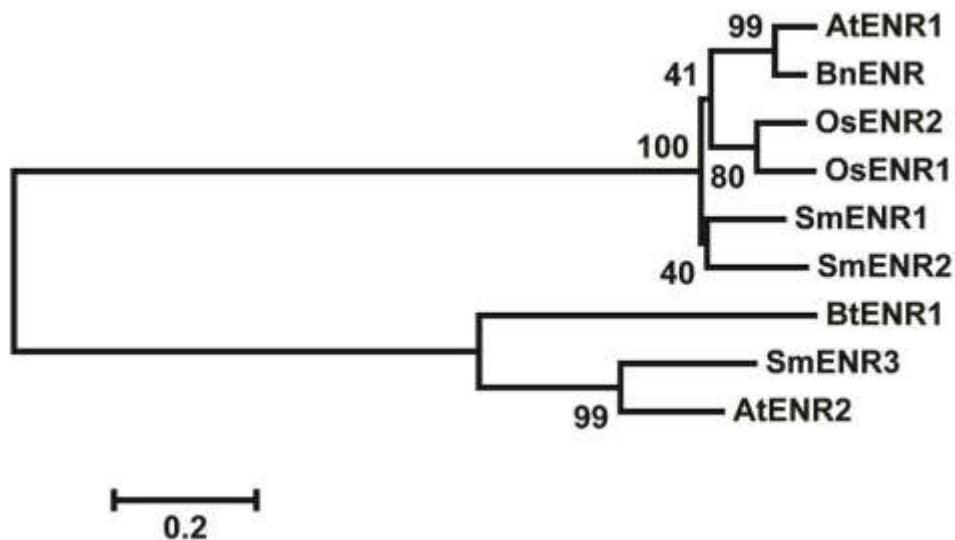 99
AtENR1
BnENR
41
OsENR2
100
OsENR1
80
SmENR1
40
SmENR2
BtENR1
SmENR3
99
AtENR2
0.2